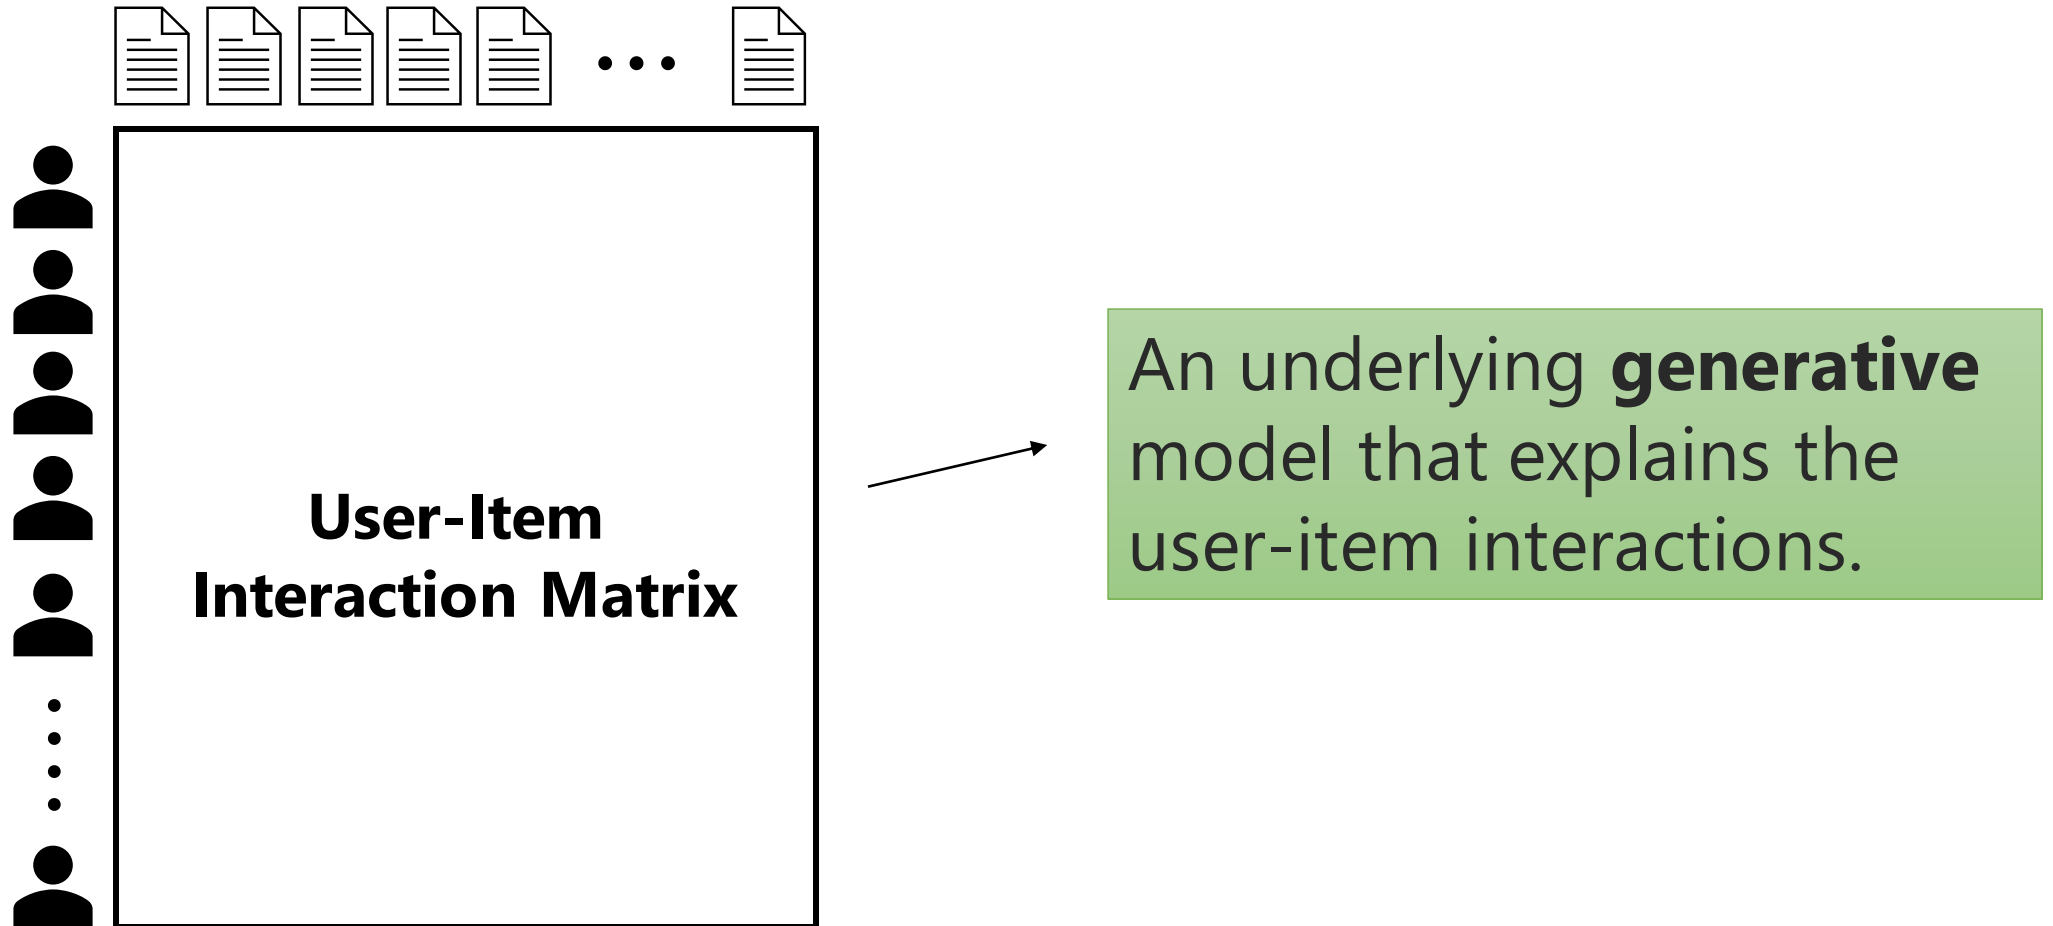 User-Item
Interaction Matrix
An underlying generative
model that explains the
user-item interactions.